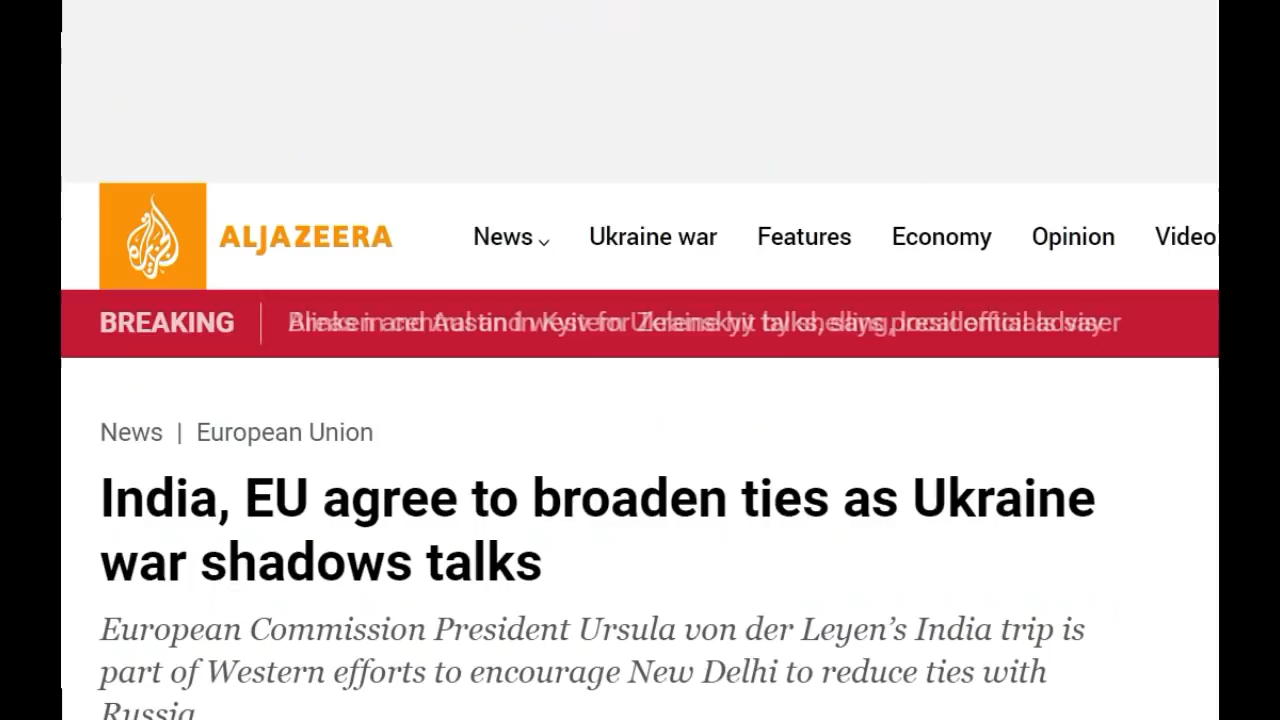 ALJAZEERA
News Ukraine war Features Economy Opinion Video
BREAKING
News | European Union
India, EU agree to broaden ties as Ukraine
war shadows talks
European Commission President Ursula von der Leyen’s India trip is
part of Western efforts to encourage New Delhi to reduce ties with
Russia